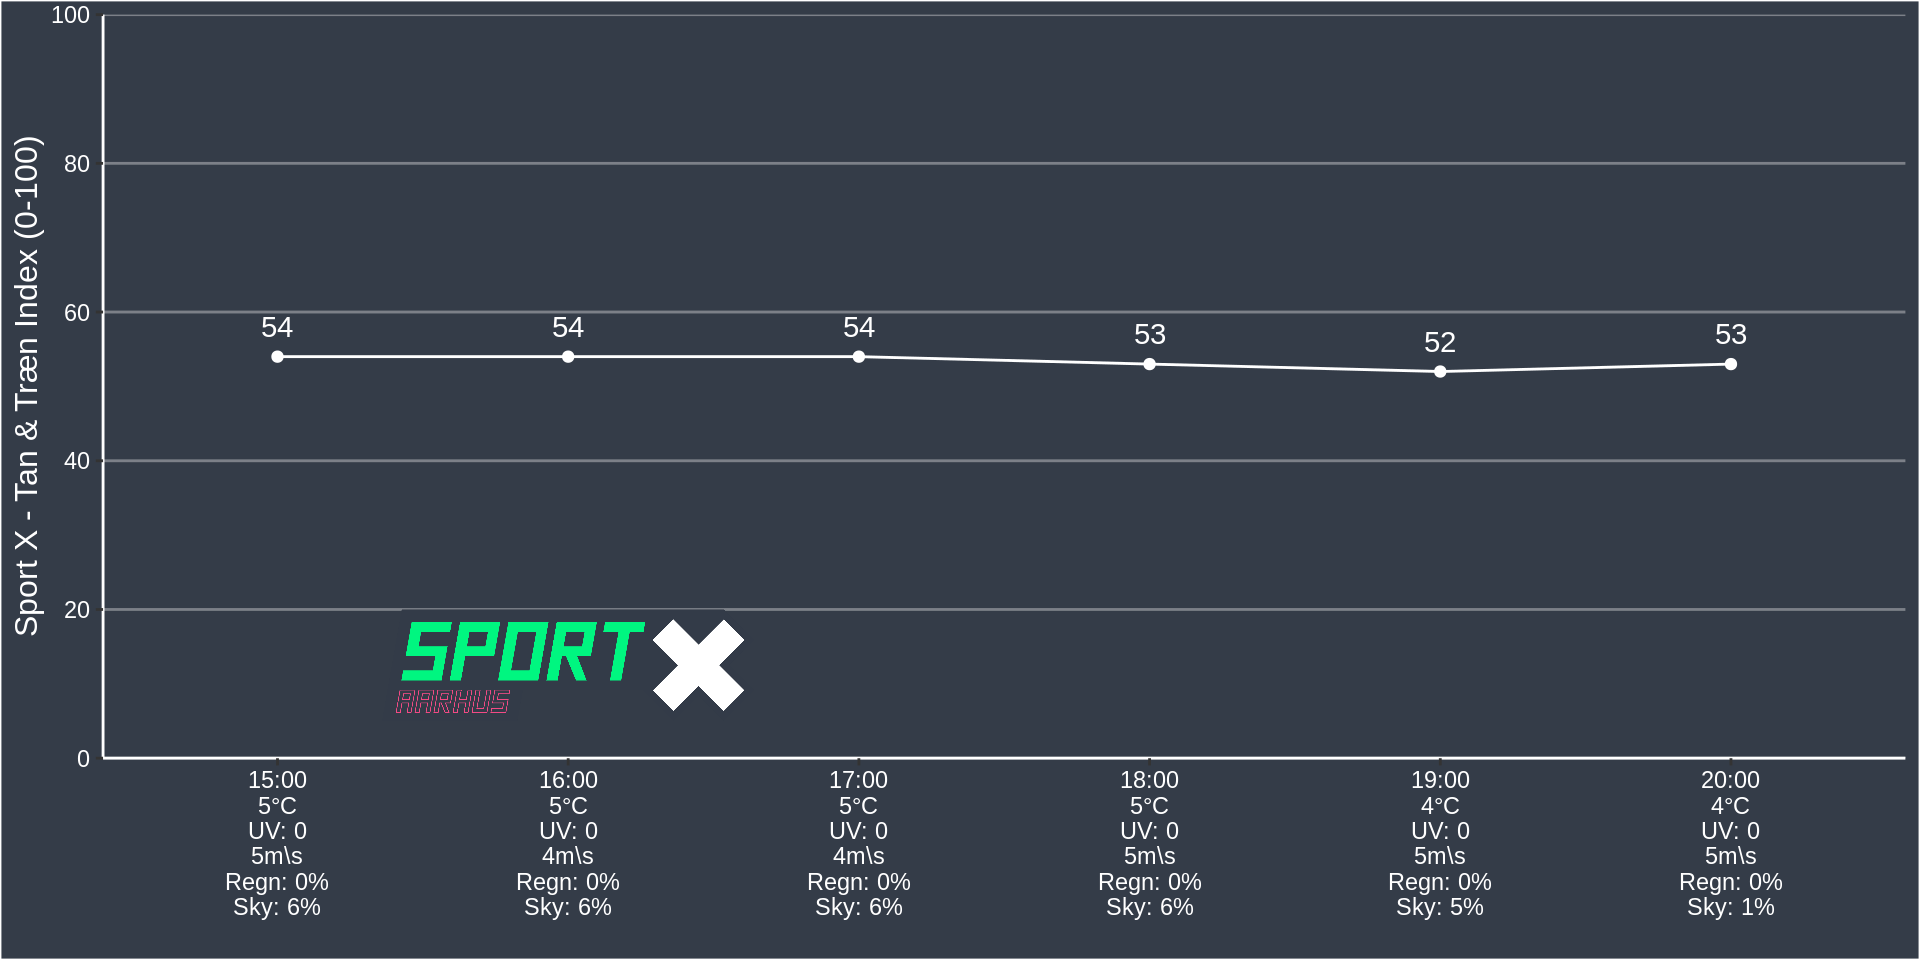 Sport X - Tan & Træn Index (0-100)
100
80
60
40
20
0
54
54
54
53
52
53
SPORT X
AARHUS
15:00
5°C
UV: 0
5m\s
Regn: 0%
Sky: 6%
16:00
5°C
UV: 0
4m\s
Regn: 0%
Sky: 6%
17:00
5°C
UV: 0
4m\s
Regn: 0%
Sky: 6%
18:00
5°C
UV: 0
5m\s
Regn: 0%
Sky: 6%
19:00
4°C
UV: 0
5m\s
Regn: 0%
Sky: 5%
20:00
4°C
UV: 0
5m\s
Regn: 0%
Sky: 1%